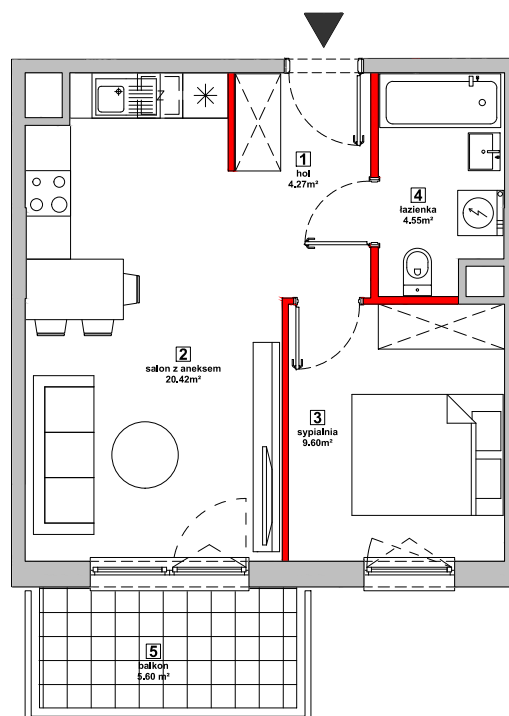 1
hol
4.27m²
4
łazienka
4.55m²
Z
2
salon z aneksem
20.42m²
3
sypialnia
9.60m²
5
balkon
5.60 m²